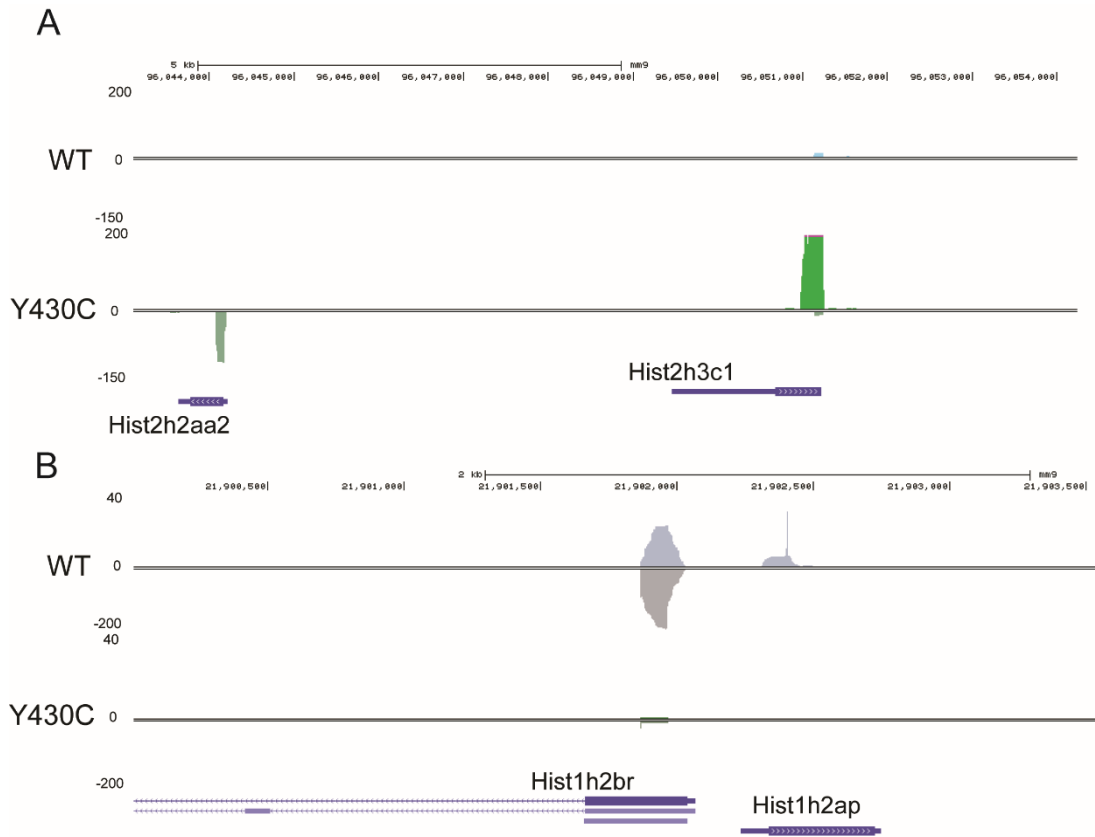 A
5 kb mm9
96,044,000 96,045,000 96,046,000 96,047,000 96,048,000 96,049,000 96,050,000 96,051,000 96,052,000 96,053,000 96,054,000
200
WT 0
-150
200
Y430C 0
-150
Hist2h3c1
Hist2h2aa2
B
2 kb mm9
21,900,500 21,901,000 21,901,500 21,902,000 21,902,500 21,903,000 21,903,500
40
WT 0
-200
40
Y430C 0
-200
Hist1h2br
Hist1h2ap